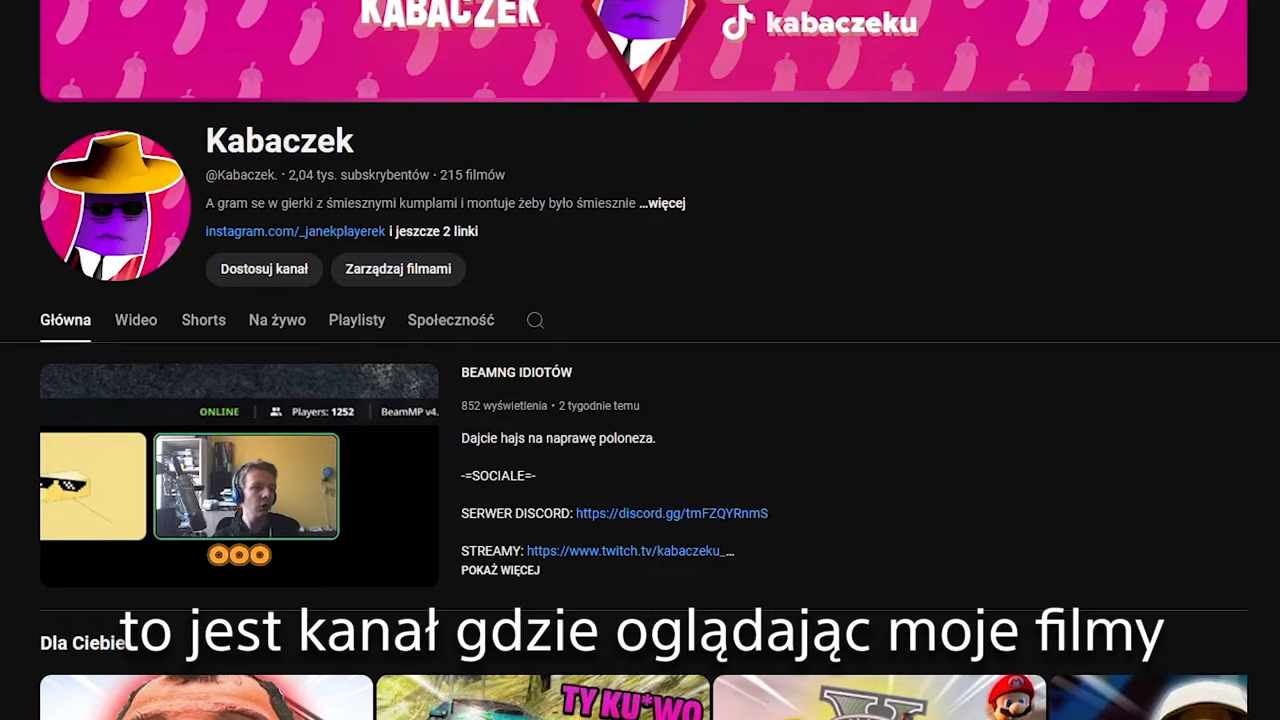 KABACZEK
kabaczeku
Kabaczek
@Kabaczek. · 2,04 tys. subskrybentów · 215 filmów
A gram se w gierki z śmiesznymi kumplami i montuje żeby było śmiesznie ...więcej
instagram.com/_janekplayerek i jeszcze 2 linki
Dostosuj kanał Zarządzaj filmami
Główna Wideo Shorts Na żywo Playlisty Społeczność
BEAMNG IDIOTÓW
852 wyświetlenia • 2 tygodnie temu
ONLINE Players: 1252 BeamMP v4.
Dajcie hajs na naprawę poloneza.
-=SOCIALE=-
SERWER DISCORD: https://discord.gg/tmFZQYRnmS
STREAMY: https://www.twitch.tv/kabaczeku_...
POKAŻ WIĘCEJ
Dla Ciebie
to jest kanał gdzie oglądając moje filmy
TY KU*WO